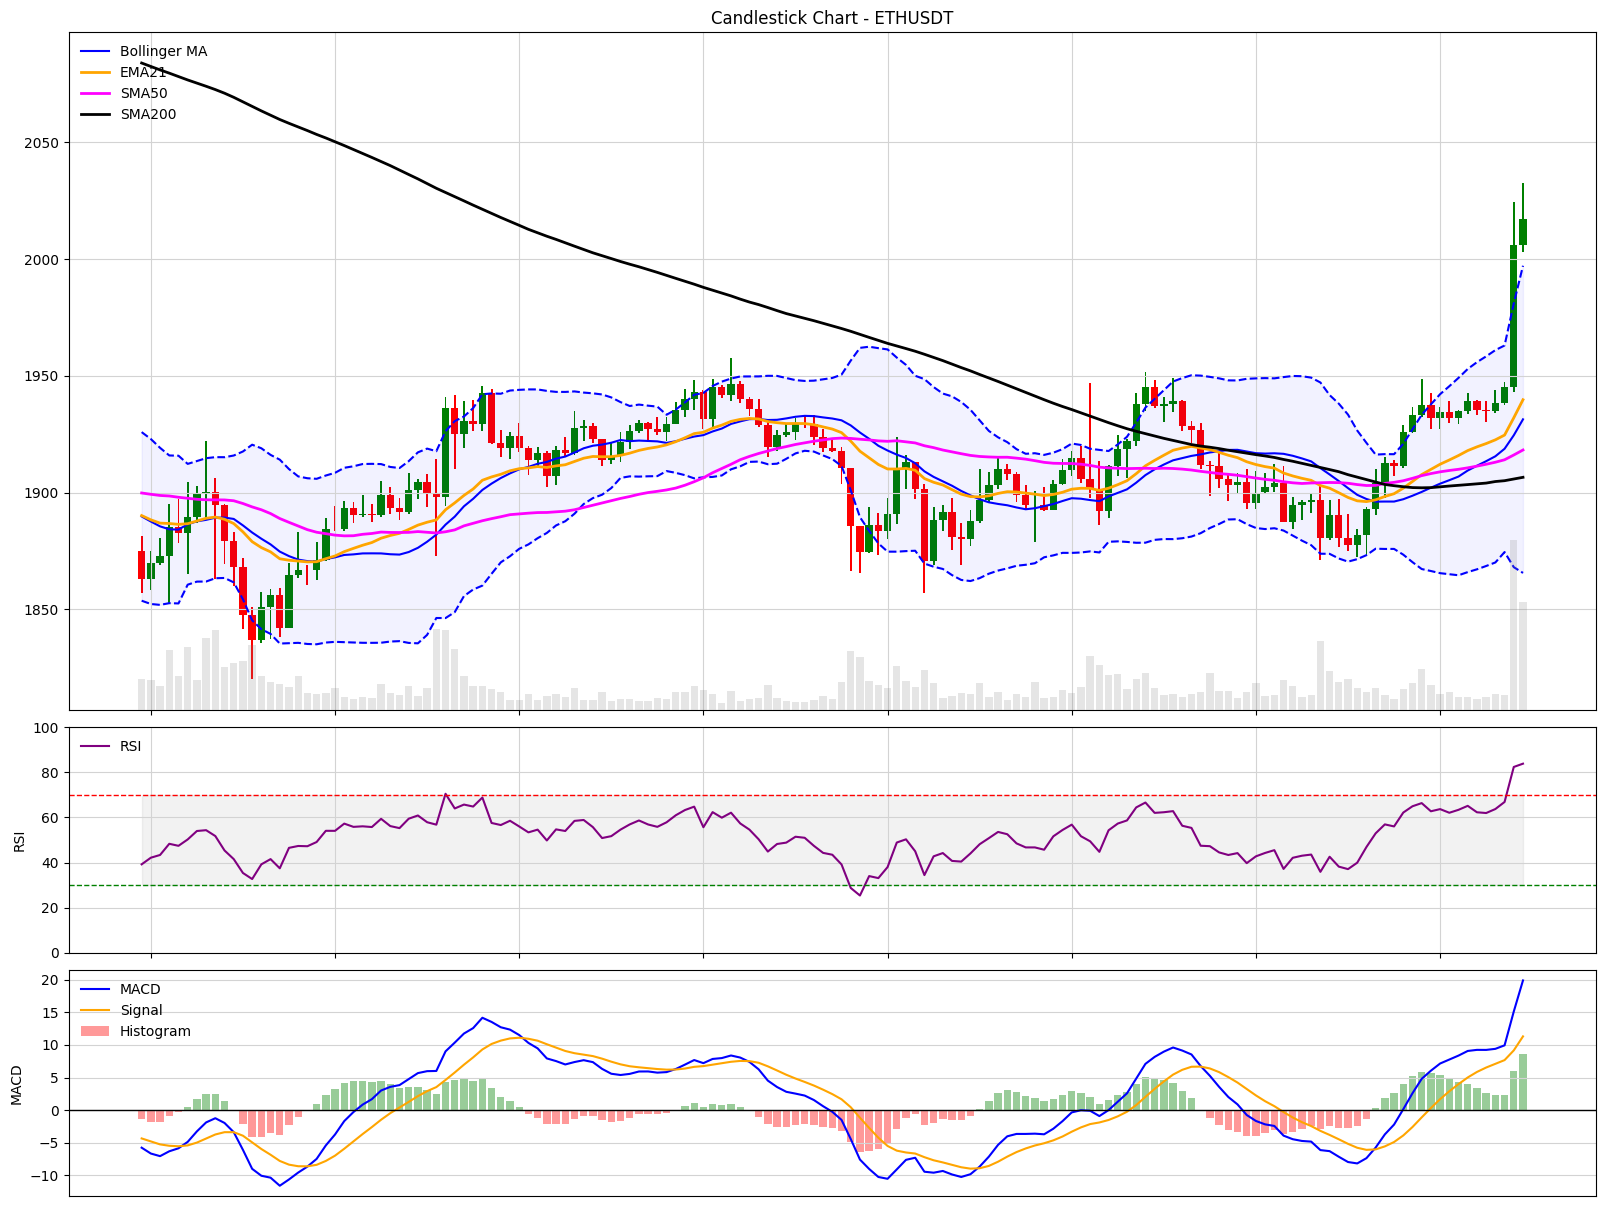 Candlestick Chart - ETHUSDT
Bollinger MA
EMA21
SMA50
SMA200
2050
2000
1950
1900
1850
RSI
100
80
60
40
20
0
RSI
MACD
Signal
Histogram
20
15
10
5
0
−5
−10
MACD